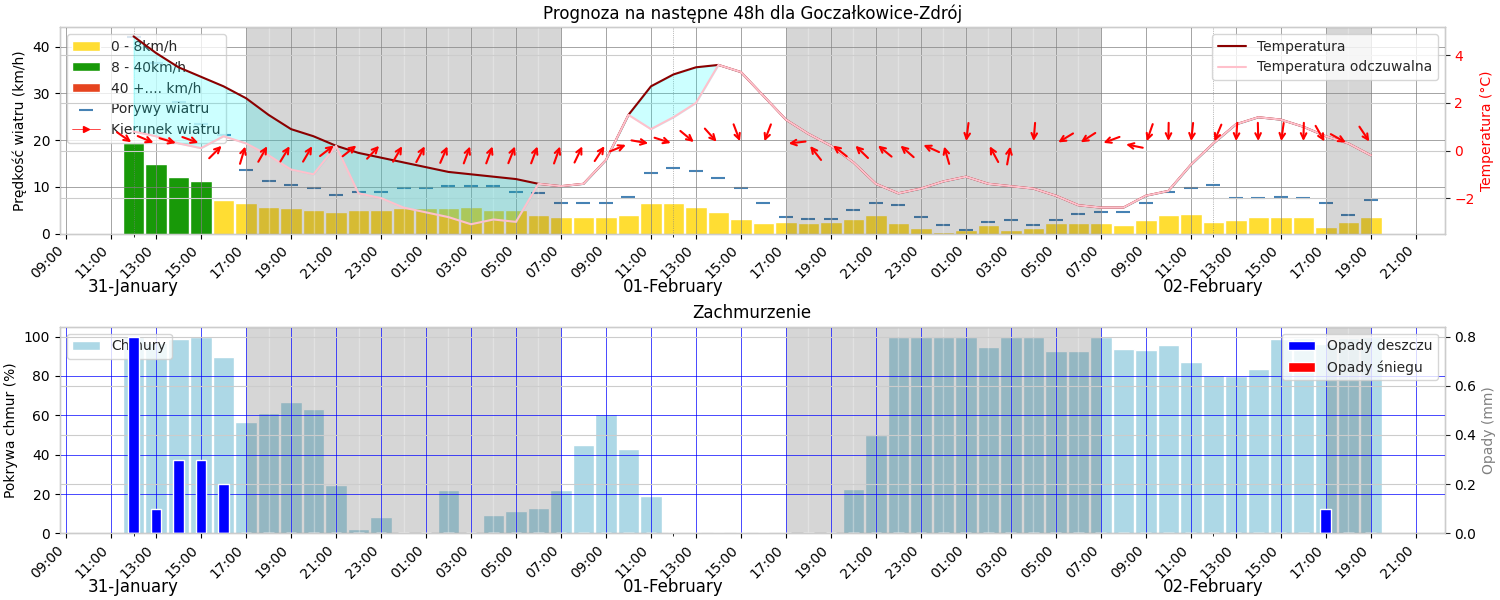 Prognoza na następne 48h dla Goczałkowice-Zdrój
0 - 8km/h
8 - 40km/h
40 +.... km/h
Porywy wiatru
Kierunek wiatru
Temperatura
Temperatura odczuwalna
Prędkość wiatru (km/h)
40
30
20
10
0
Temperatura (°C)
4
2
0
−2
09:00 11:00 13:00 15:00 17:00 19:00 21:00 23:00 01:00 03:00 05:00 07:00 09:00 11:00 13:00 15:00 17:00 19:00 21:00 23:00 01:00 03:00 05:00 07:00 09:00 11:00 13:00 15:00 17:00 19:00 21:00
31-January 01-February 02-February
Zachmurzenie
Chmury
Opady deszczu
Opady śniegu
Pokrywa chmur (%)
100
80
60
40
20
0
Opady (mm)
0.8
0.6
0.4
0.2
0.0
09:00 11:00 13:00 15:00 17:00 19:00 21:00 23:00 01:00 03:00 05:00 07:00 09:00 11:00 13:00 15:00 17:00 19:00 21:00 23:00 01:00 03:00 05:00 07:00 09:00 11:00 13:00 15:00 17:00 19:00 21:00
31-January 01-February 02-February